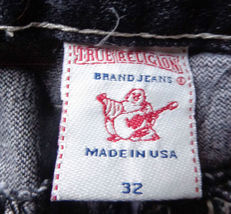 TRUE RELIGION
BRAND JEANS ®
MADE IN USA
32